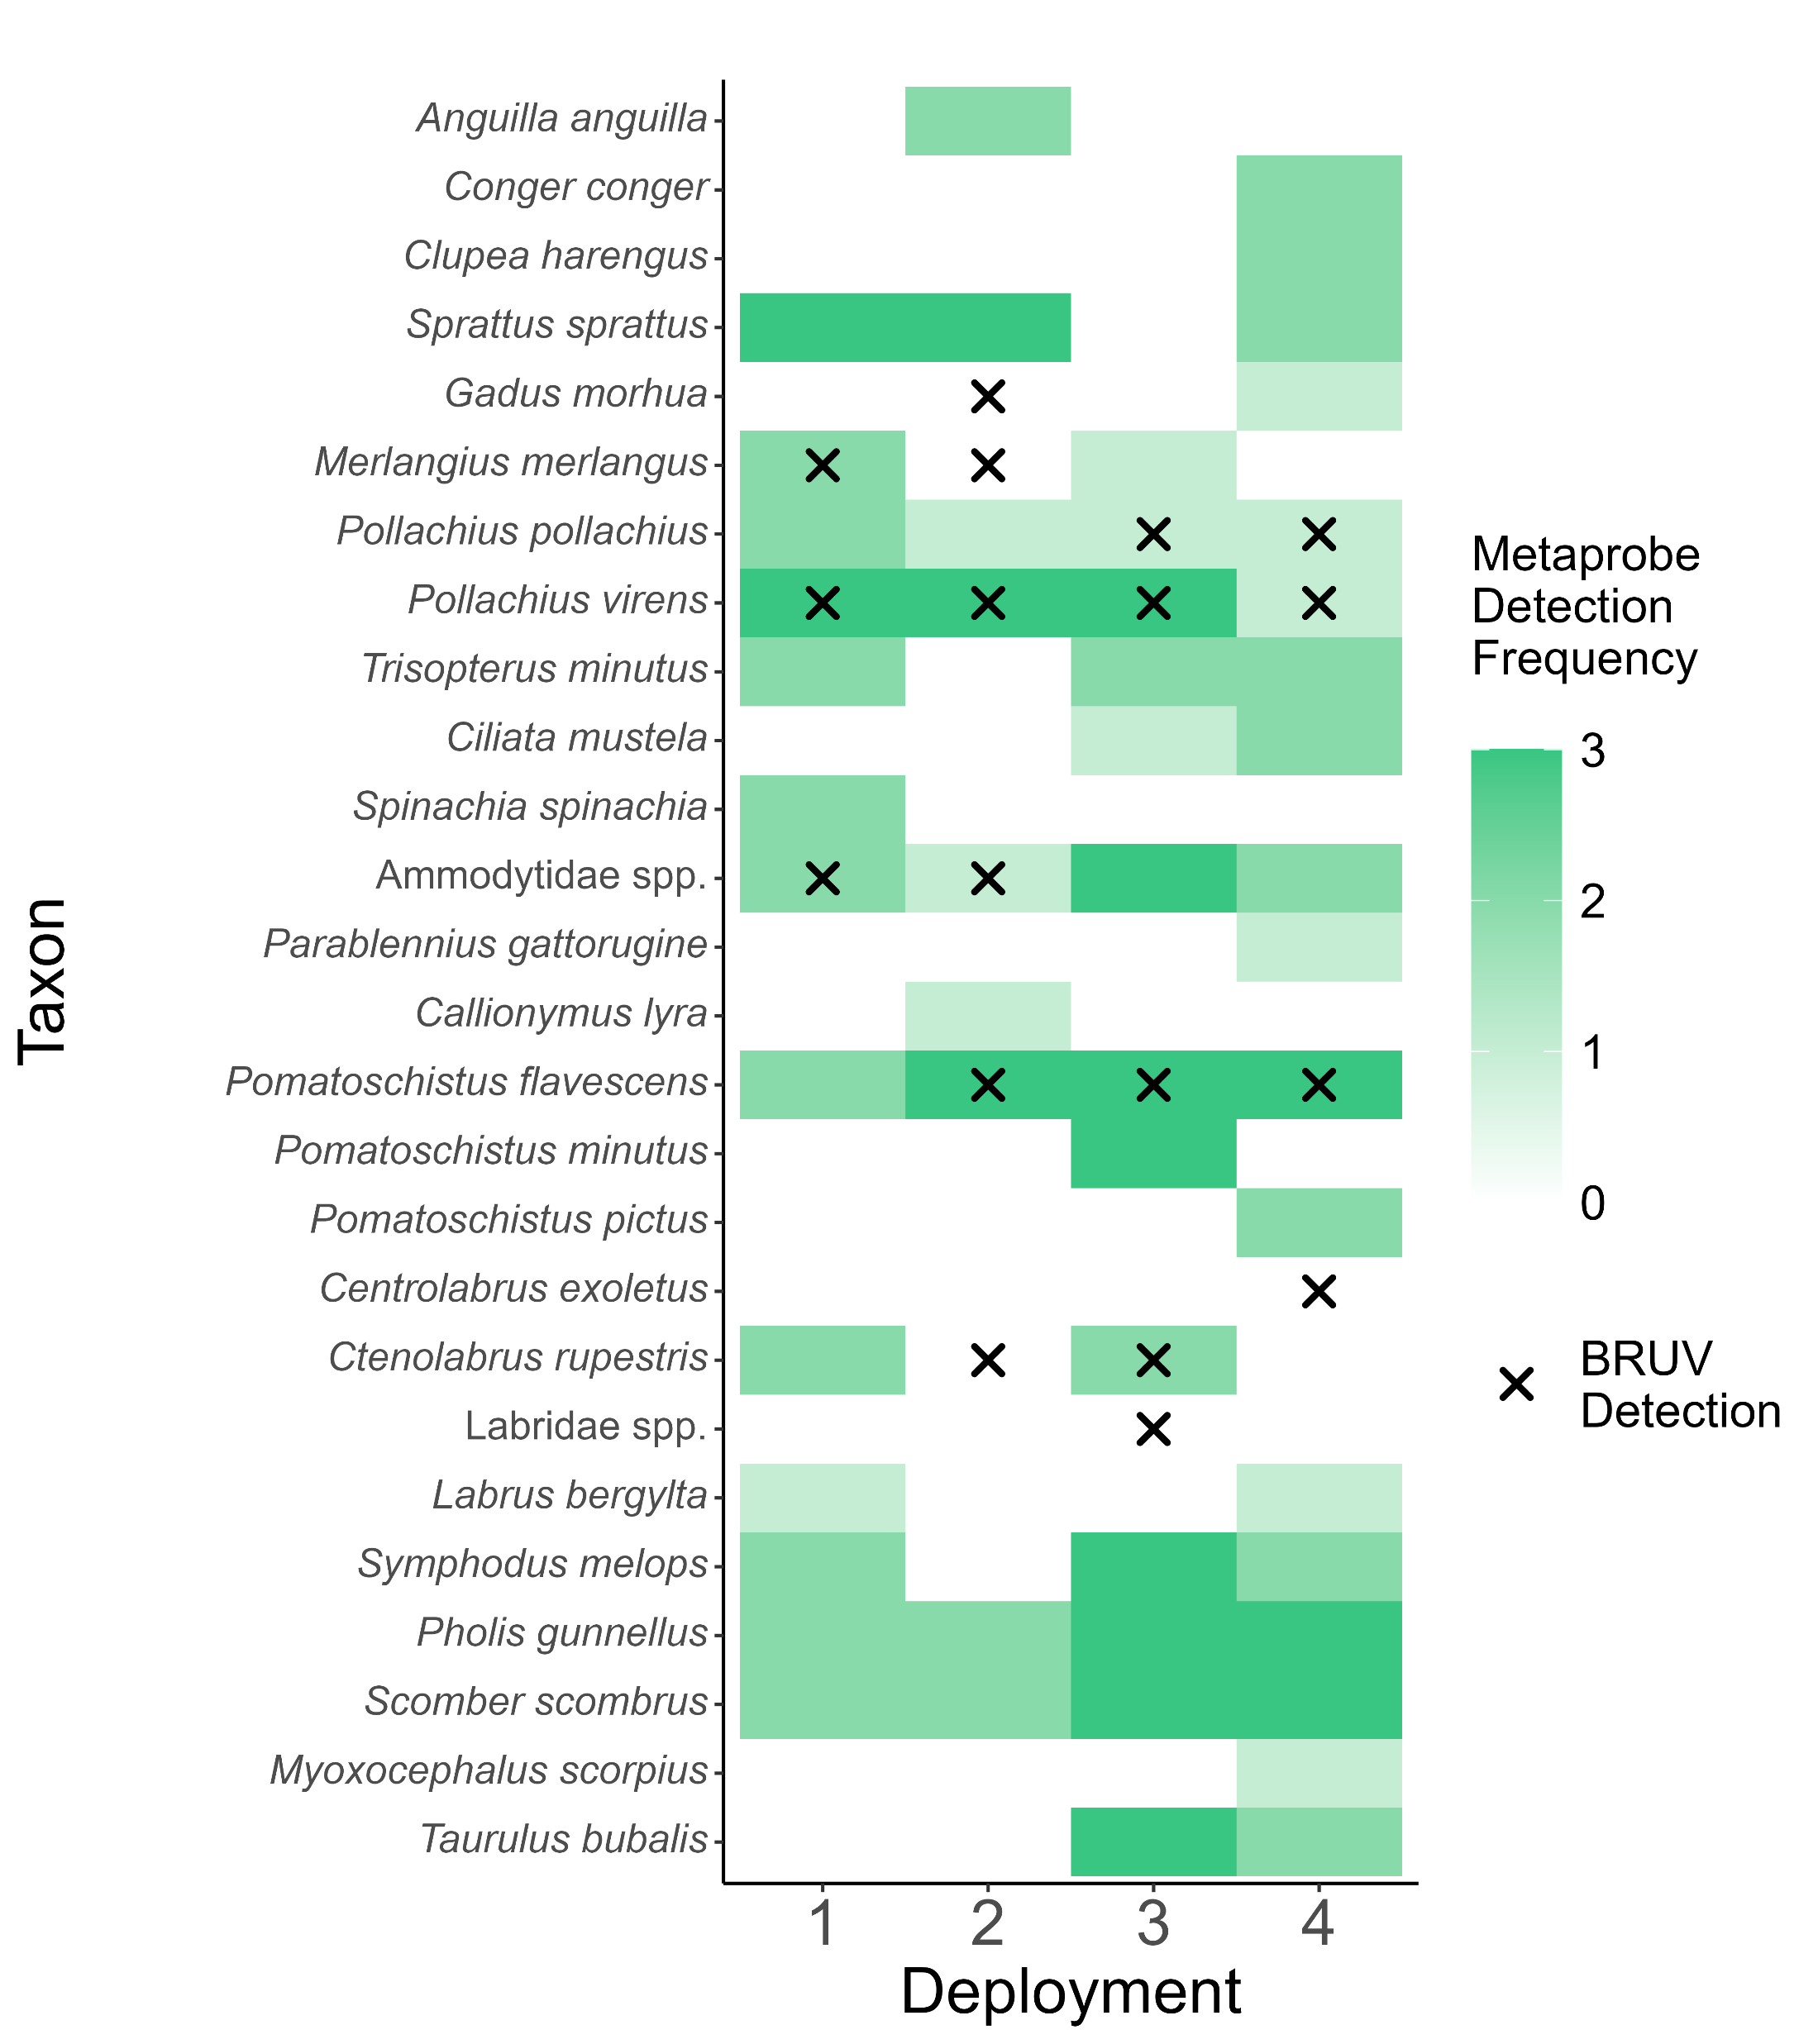 Taxon
Anguilla anguilla
Conger conger
Clupea harengus
Sprattus sprattus
Gadus morhua
Merlangius merlangus
Pollachius pollachius
Pollachius virens
Trisopterus minutus
Ciliata mustela
Spinachia spinachia
Ammodytidae spp.
Parablennius gattorugine
Callionymus lyra
Pomatoschistus flavescens
Pomatoschistus minutus
Pomatoschistus pictus
Centrolabrus exoletus
Ctenolabrus rupestris
Labridae spp.
Labrus bergylta
Symphodus melops
Pholis gunnellus
Scomber scombrus
Myoxocephalus scorpius
Taurulus bubalis
1 2 3 4
Deployment
Metaprobe
Detection
Frequency
3
2
1
0
BRUV
Detection